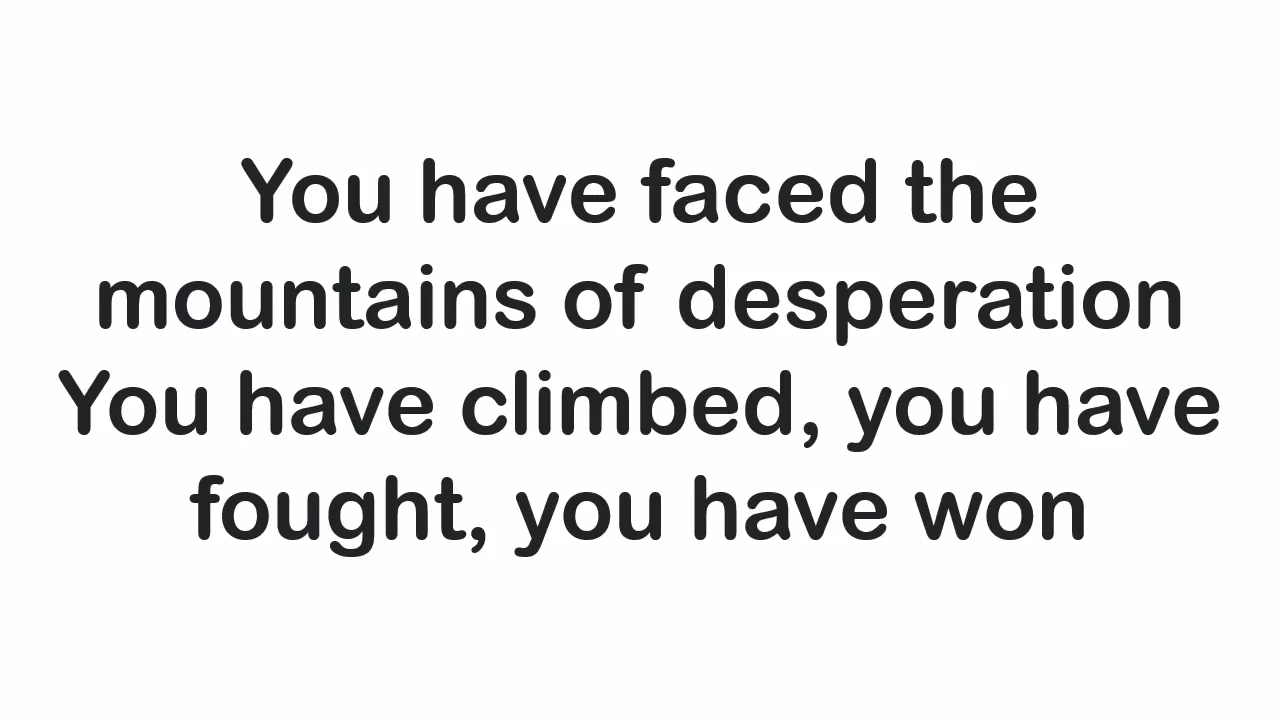 You have faced the
mountains of desperation
You have climbed, you have
fought, you have won